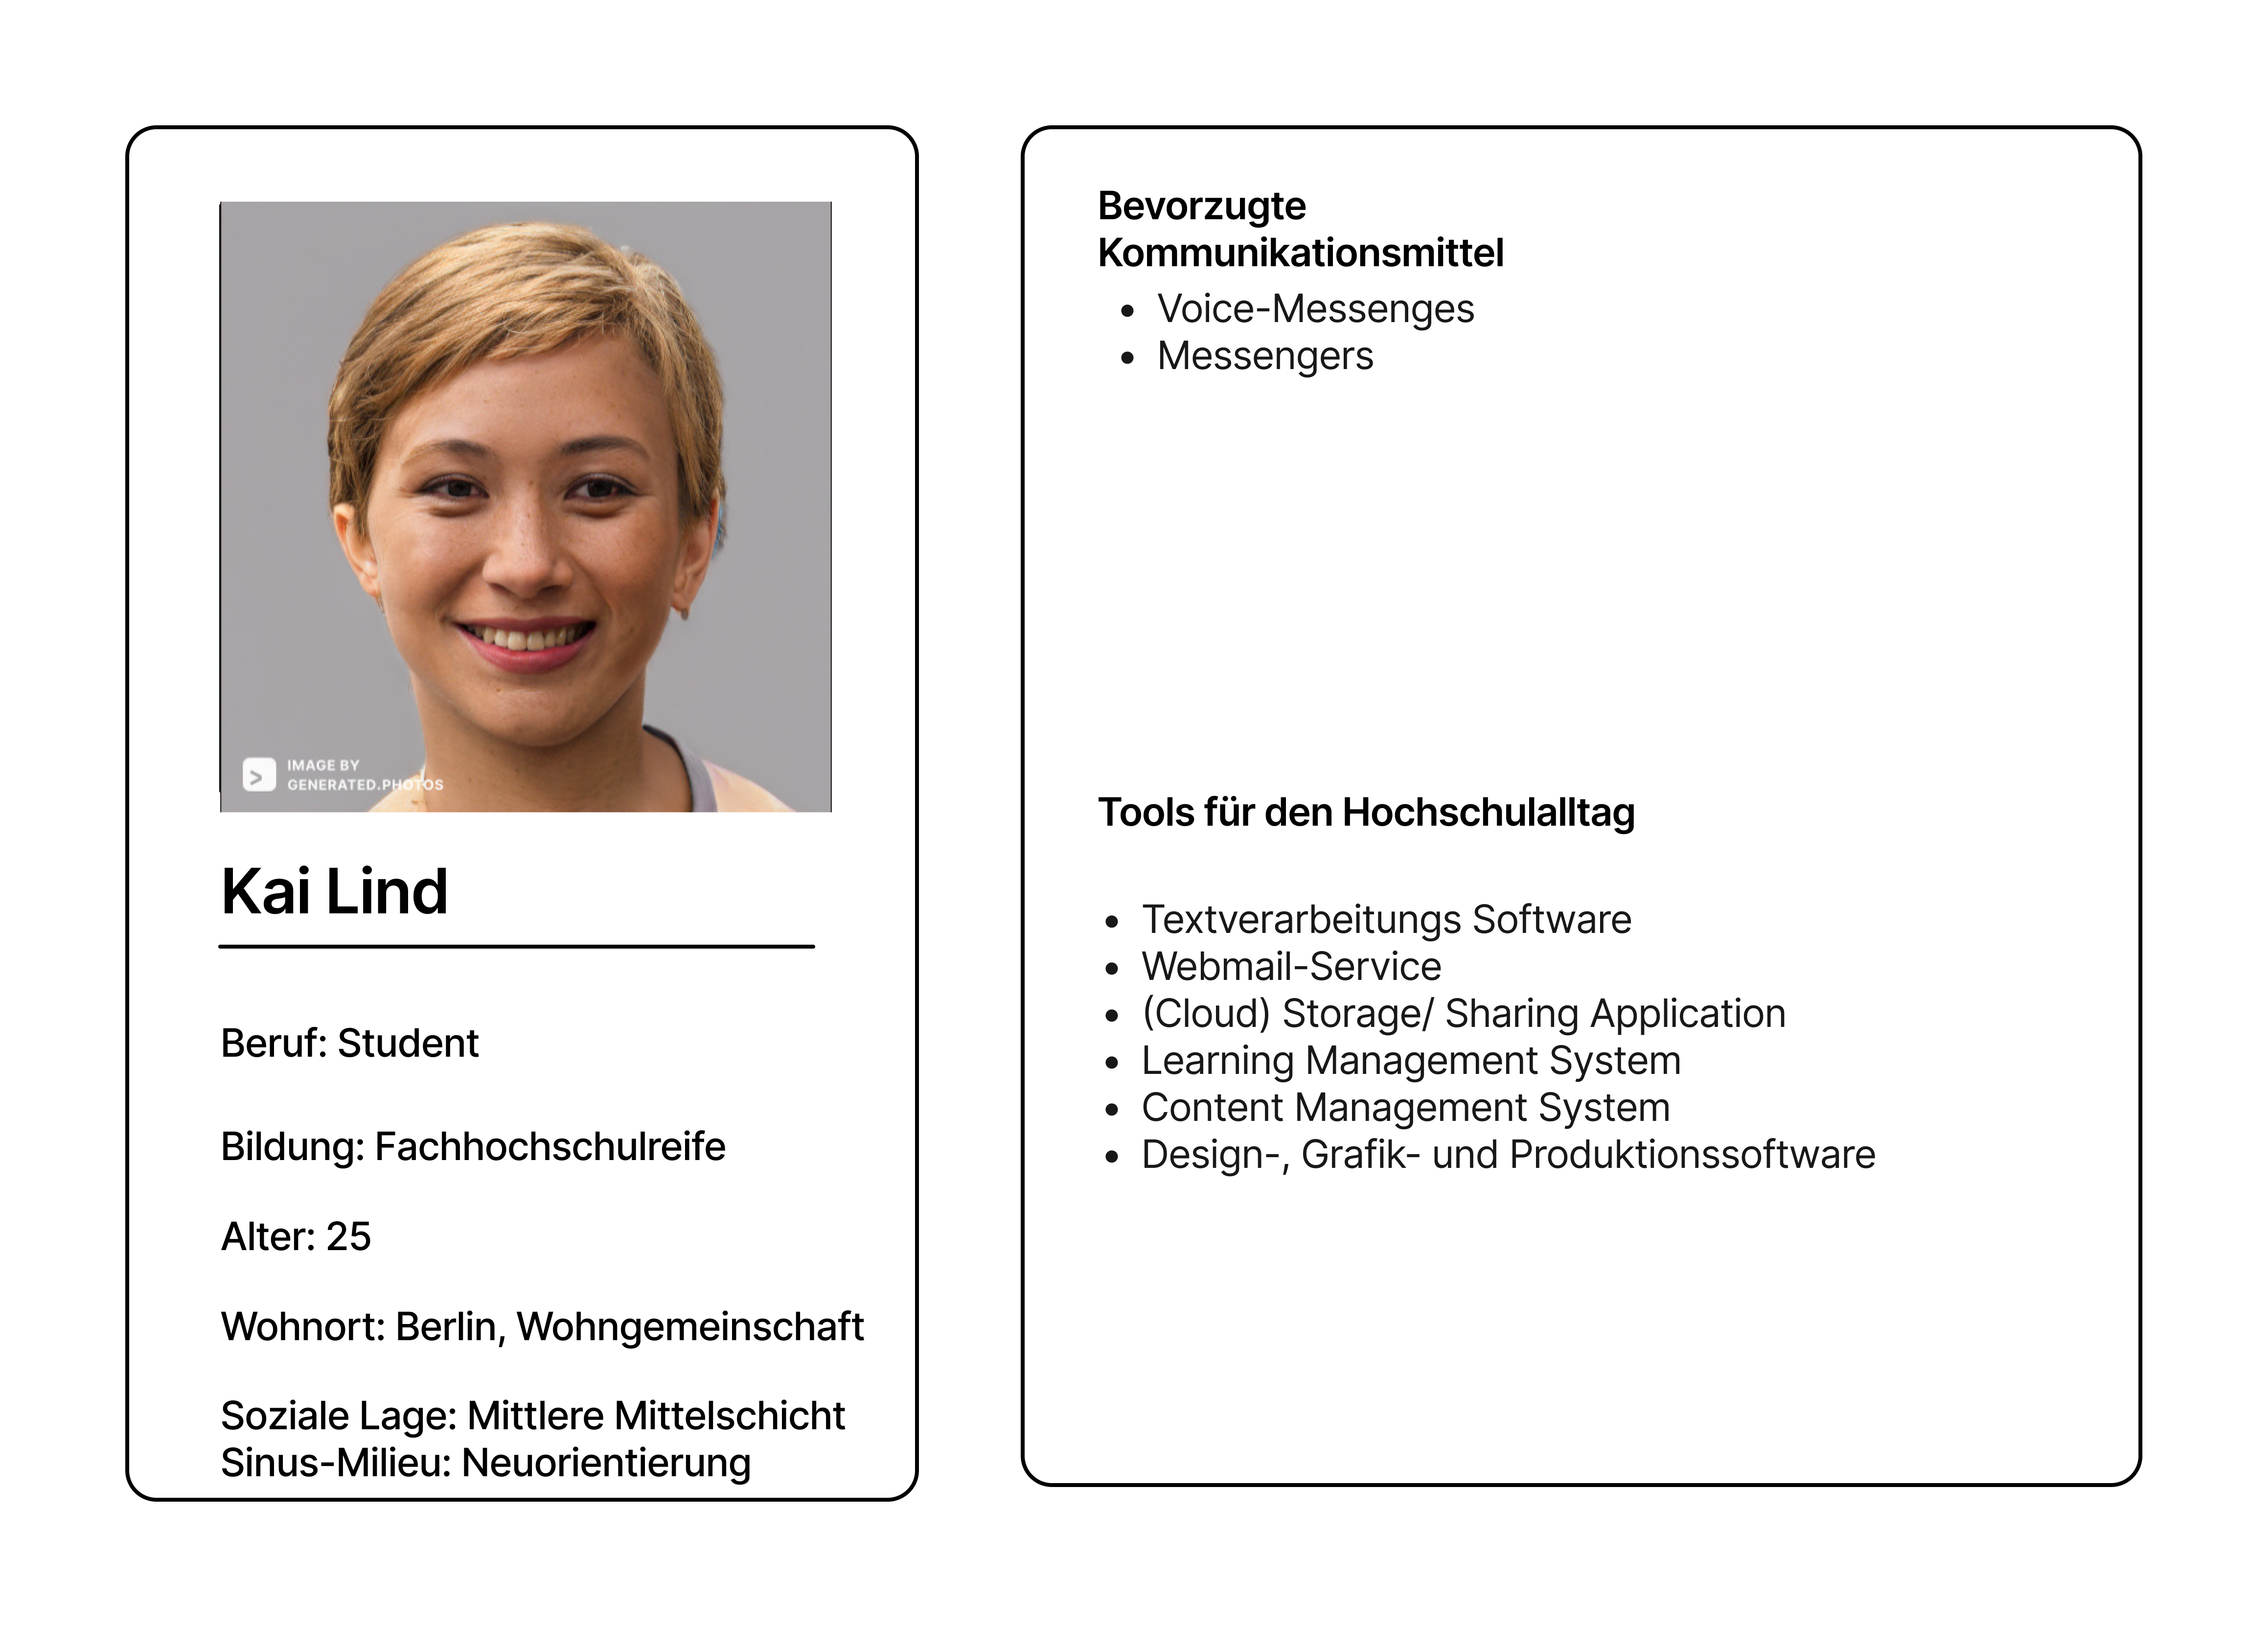 IMAGE BY
GENERATED.PHOTOS
Kai Lind
Beruf: Student
Bildung: Fachhochschulreife
Alter: 25
Wohnort: Berlin, Wohngemeinschaft
Soziale Lage: Mittlere Mittelschicht
Sinus-Milieu: Neuorientierung
Bevorzugte
Kommunikationsmittel
• Voice-Messenges
• Messengers
Tools für den Hochschulalltag
• Textverarbeitungs Software
• Webmail-Service
• (Cloud) Storage/ Sharing Application
• Learning Management System
• Content Management System
• Design-, Grafik- und Produktionssoftware